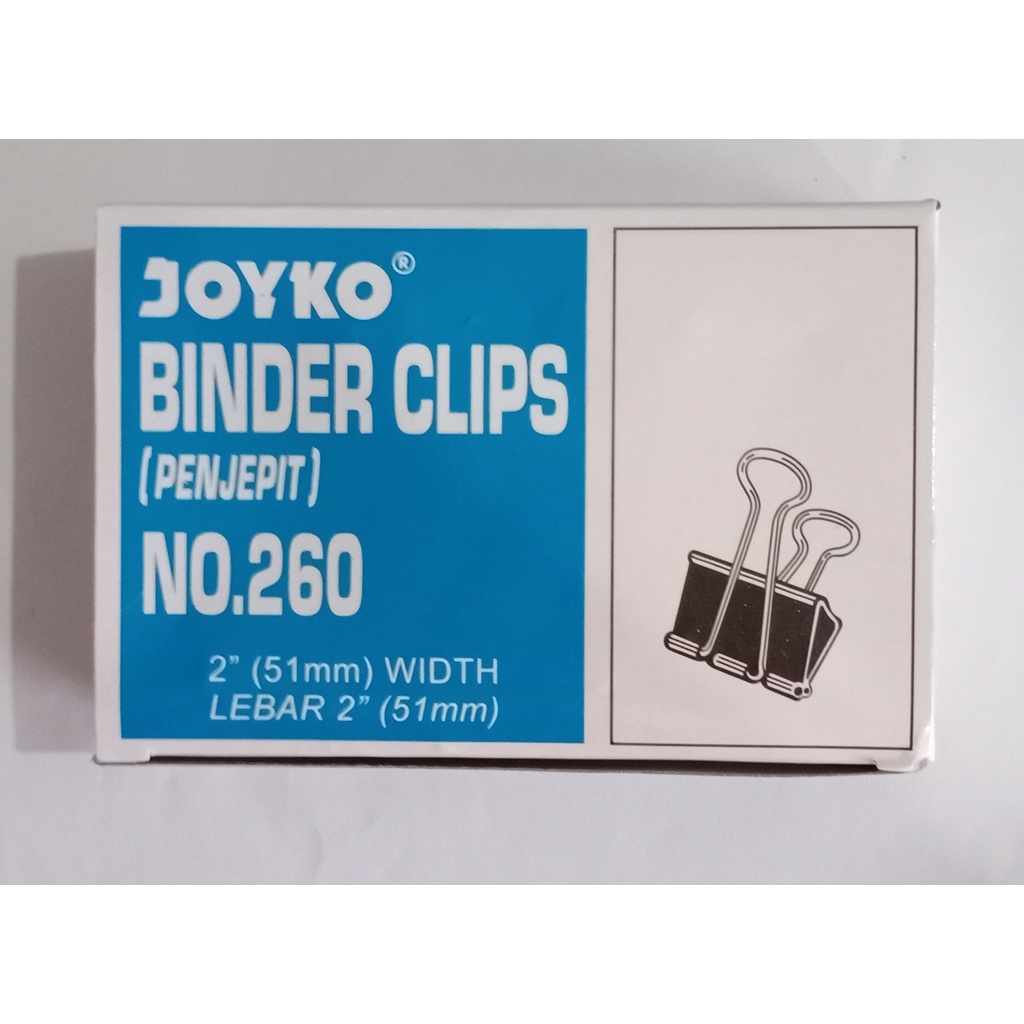 JOYKO®
BINDER CLIPS
(PENJEPIT)
NO.260
2" (51mm) WIDTH
LEBAR 2" (51mm)